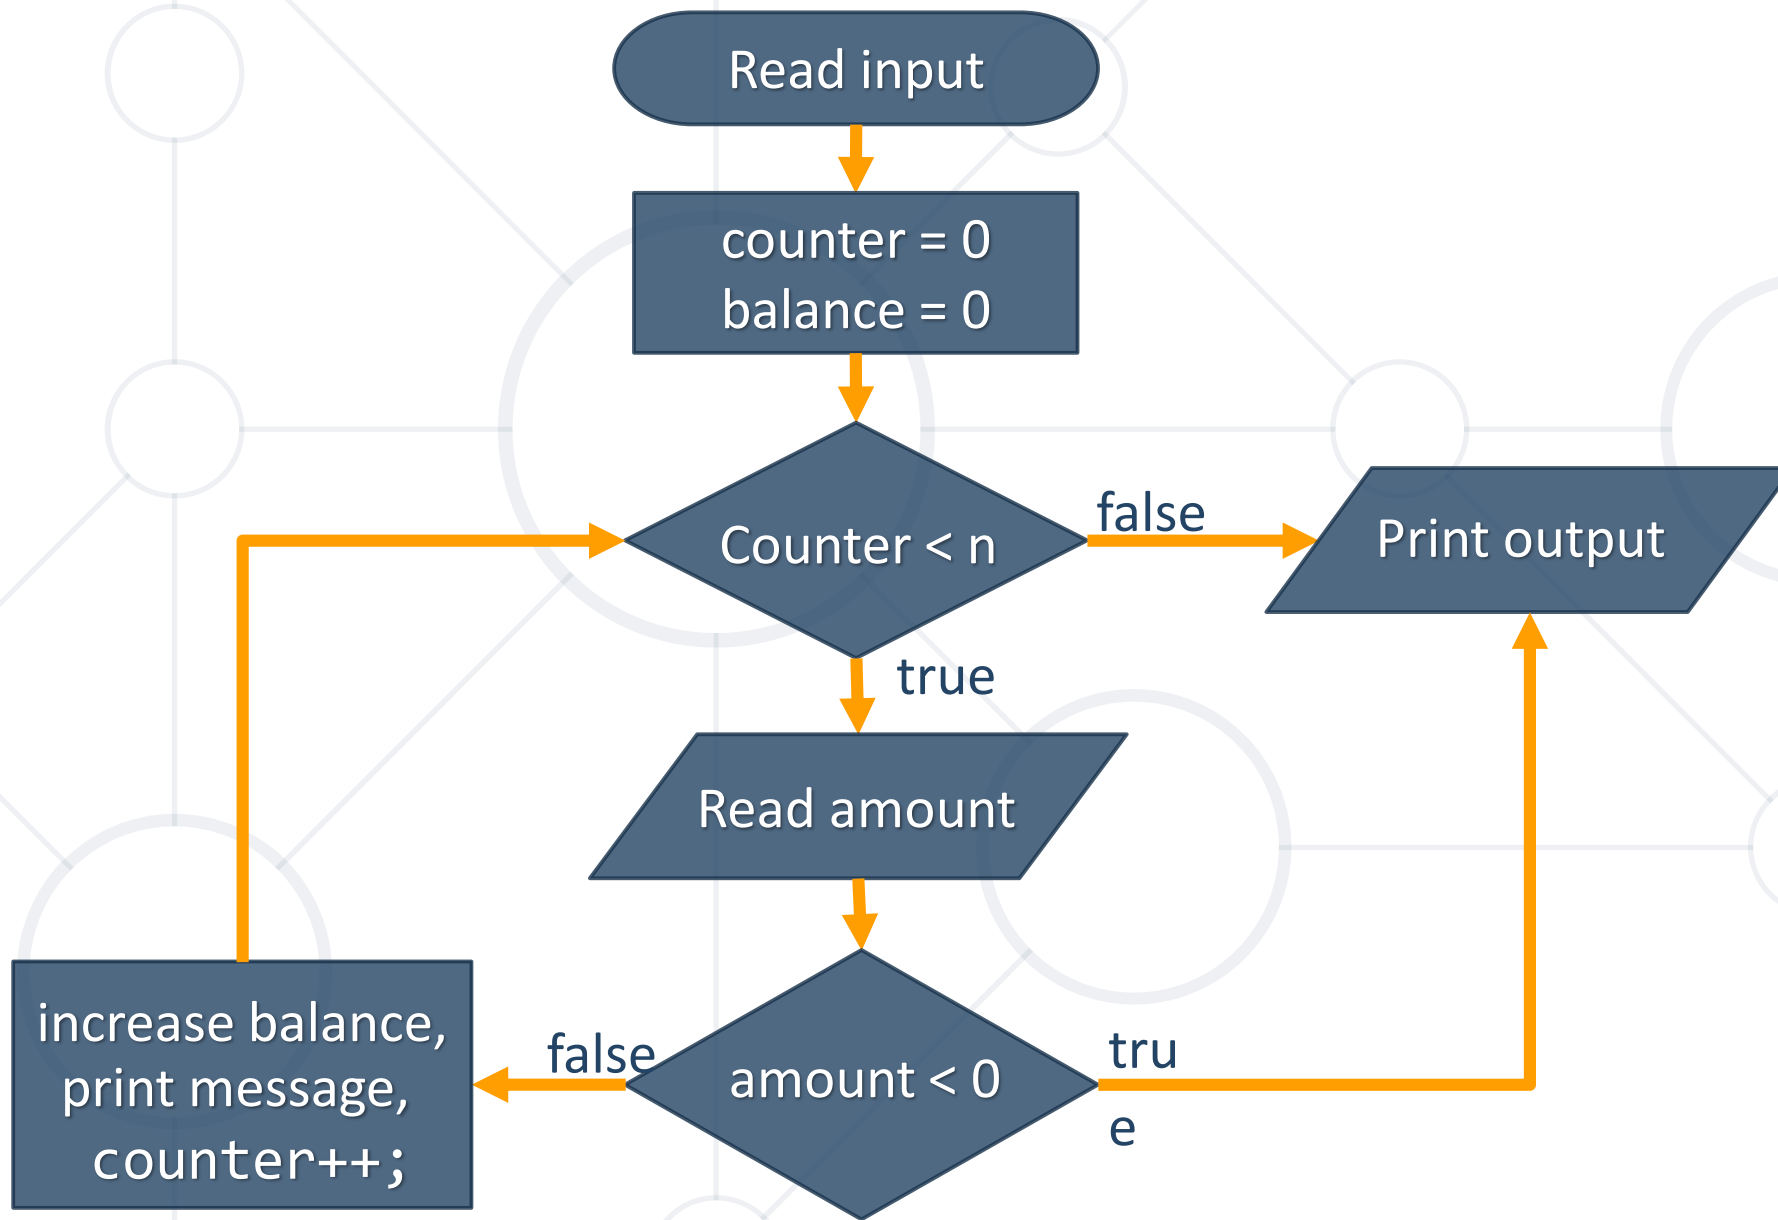 Read input
counter = 0
balance = 0
Counter < n
false
Print output
true
Read amount
amount < 0
false
increase balance,
print message,
counter++;
tru
e